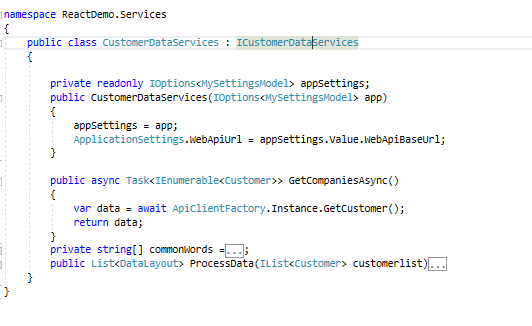 namespace ReactDemo.Services
{
public class CustomerDataServices : ICustomerDataServices
{
private readonly IOptions<MySettingsModel> appSettings;
public CustomerDataServices(IOptions<MySettingsModel> app)
{
appSettings = app;
ApplicationSettings.WebApiUrl = appSettings.Value.WebApiBaseUrl;
}
public async Task<IEnumerable<Customer>> GetCompaniesAsync()
{
var data = await ApiClientFactory.Instance.GetCustomer();
return data;
}
private string[] commonWords =...;
public List<DataLayout> ProcessData(IList<Customer> customerlist)...
}
}